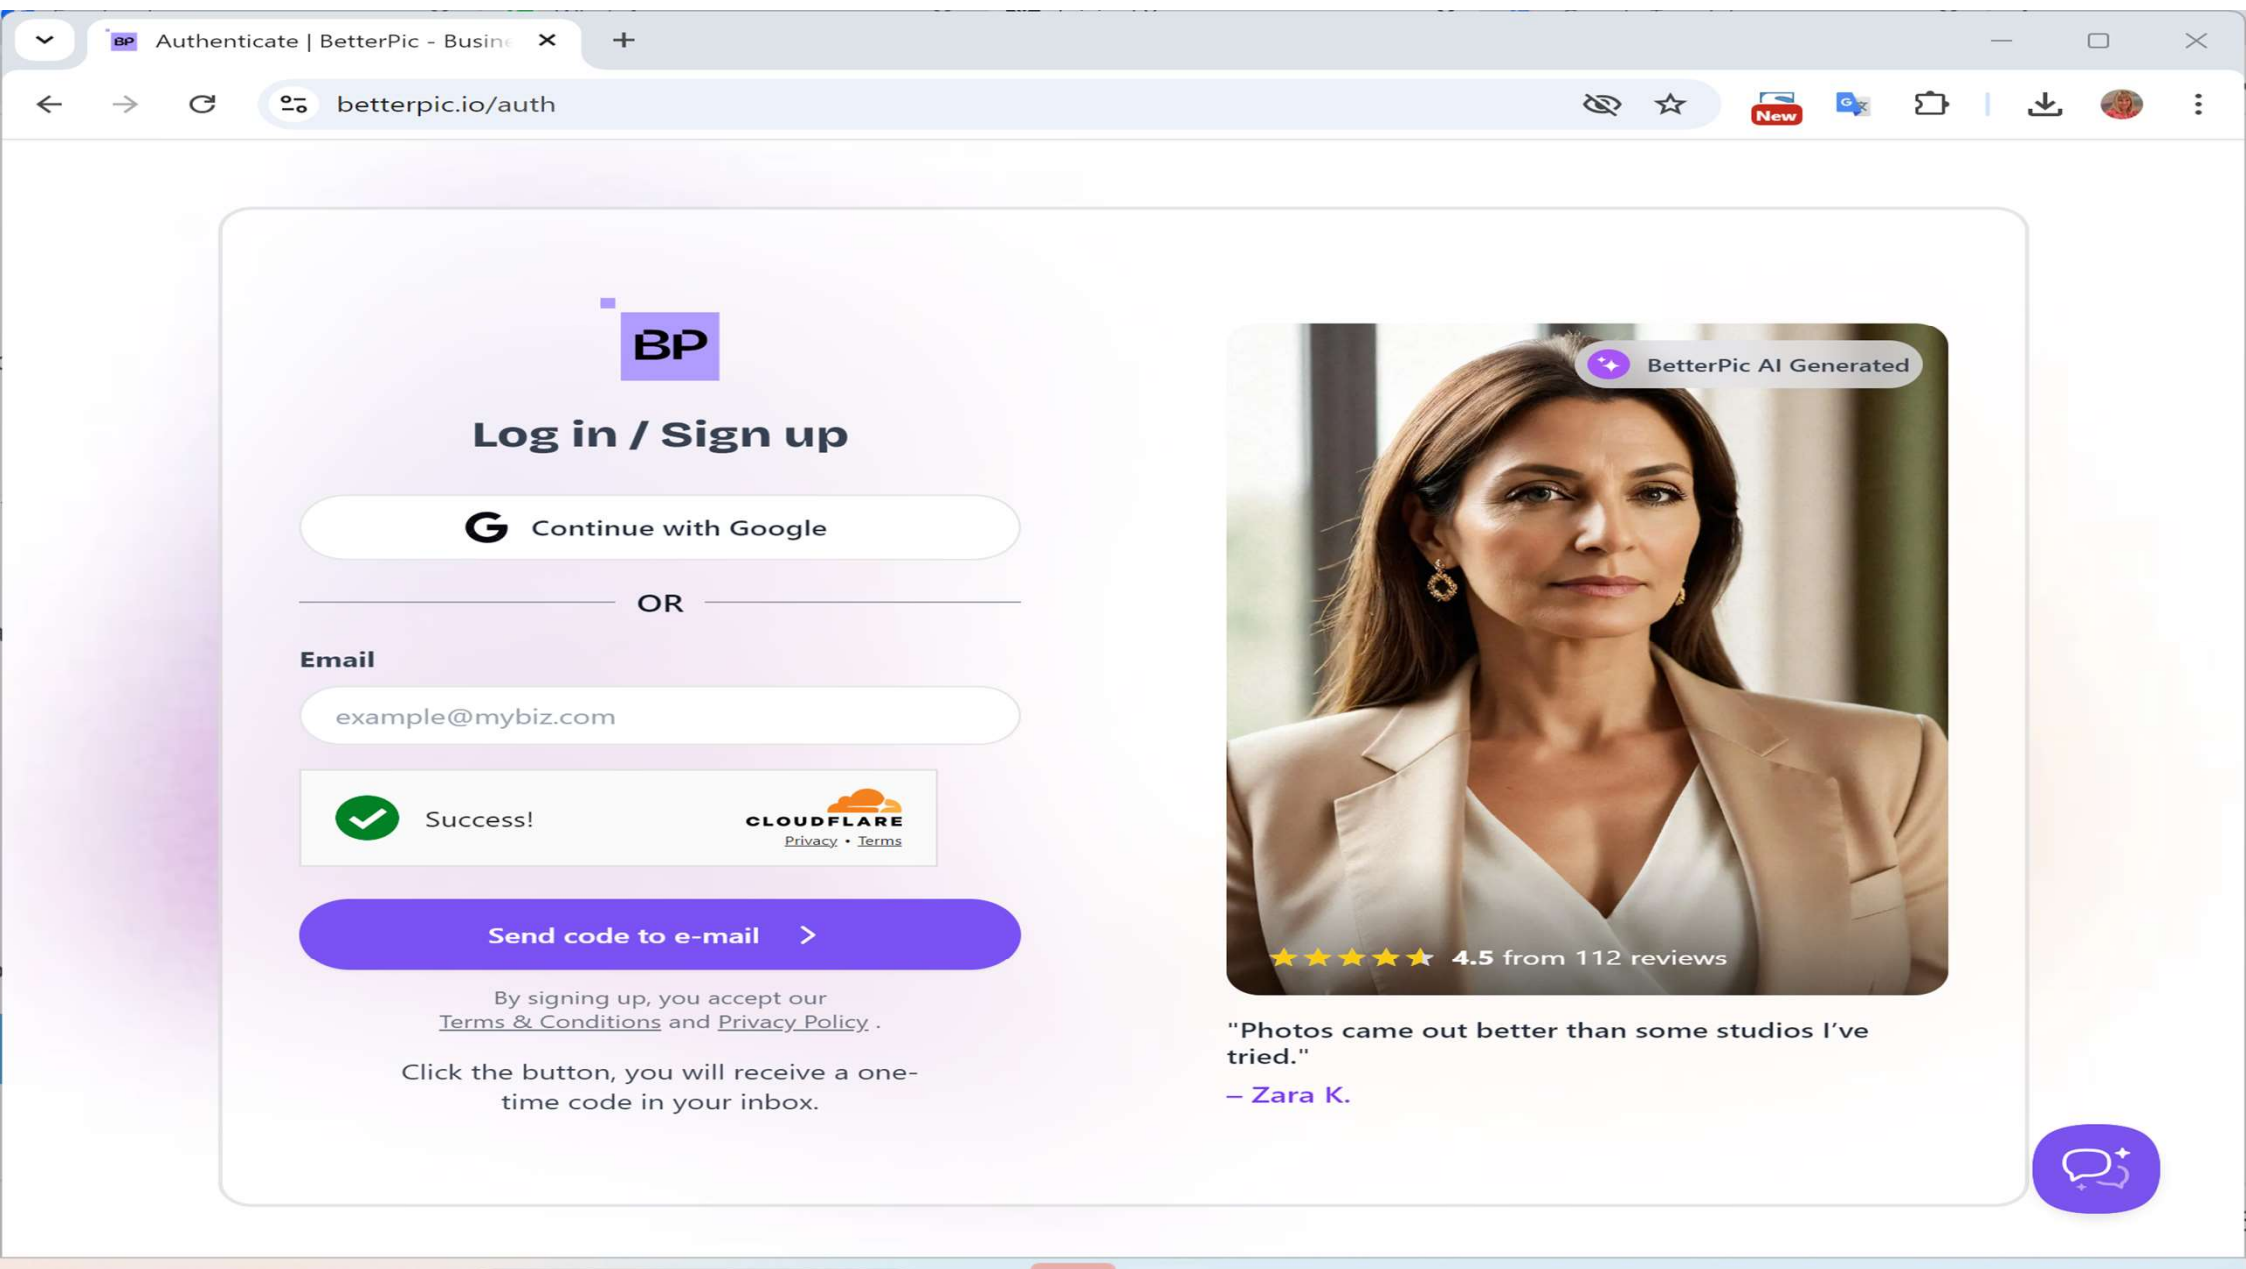 BP Authenticate | BetterPic - Busin
betterpic.io/auth
New
G
BP
Log in / Sign up
G Continue with Google
OR
Email
example@mybiz.com
Success!
CLOUDFLARE
Privacy • Terms
Send code to e-mail
By signing up, you accept our
Terms & Conditions and Privacy Policy .
Click the button, you will receive a one-
time code in your inbox.
BetterPic AI Generated
4.5 from 112 reviews
"Photos came out better than some studios I've
tried."
– Zara K.